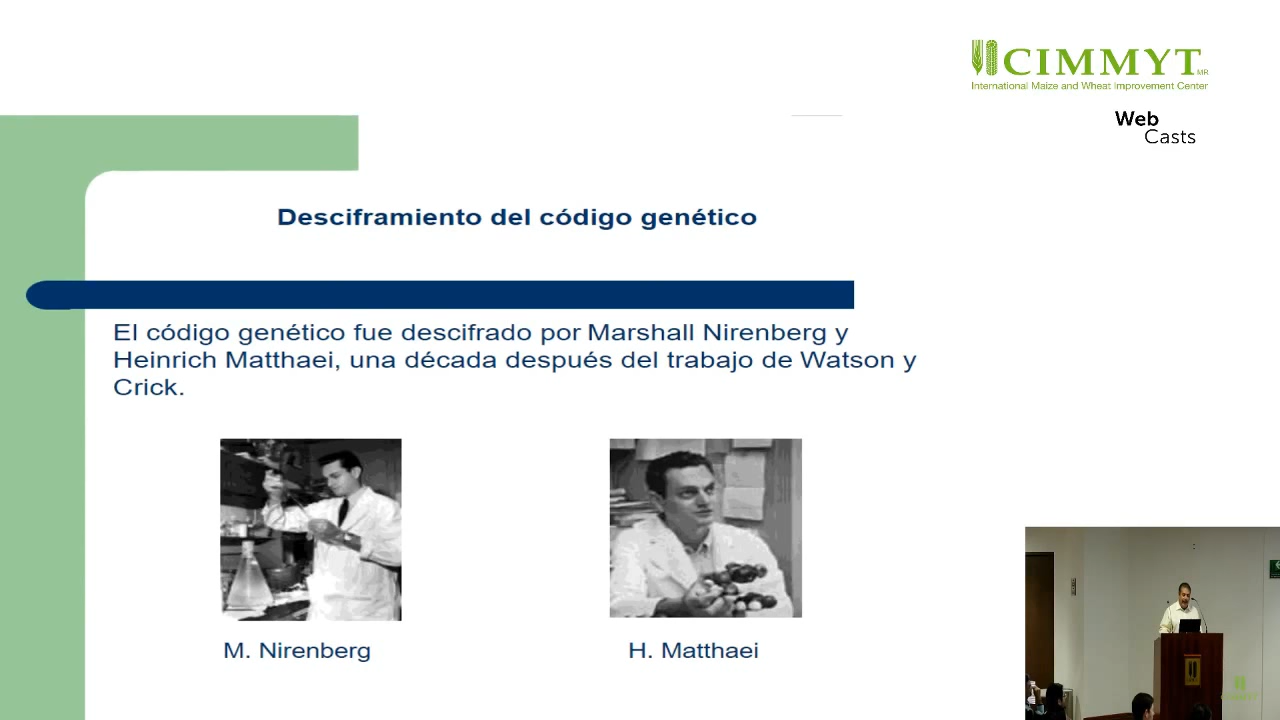 CIMMYT MR
International Maize and Wheat Improvement Center
Web
Casts
Desciframiento del código genético
El código genético fue descifrado por Marshall Nirenberg y
Heinrich Matthaei, una década después del trabajo de Watson y
Crick.
M. Nirenberg
H. Matthaei